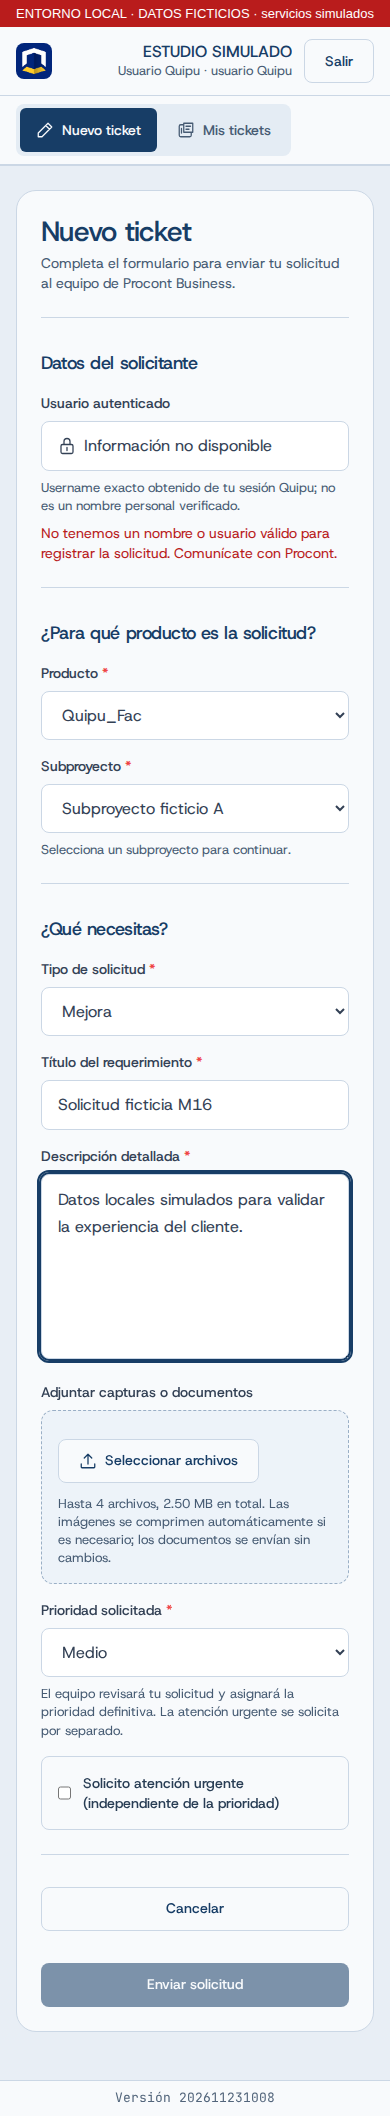 ENTORNO LOCAL · DATOS FICTICIOS · servicios simulados
ESTUDIO SIMULADO
Usuario Quipu · usuario Quipu
Salir
Nuevo ticket
Mis tickets
Nuevo ticket
Completa el formulario para enviar tu solicitud
al equipo de Procont Business.
Datos del solicitante
Usuario autenticado
Información no disponible
Username exacto obtenido de tu sesión Quipu; no
es un nombre personal verificado.
No tenemos un nombre o usuario válido para
registrar la solicitud. Comunícate con Procont.
¿Para qué producto es la solicitud?
Producto *
Quipu_Fac
Subproyecto *
Subproyecto ficticio A
Selecciona un subproyecto para continuar.
¿Qué necesitas?
Tipo de solicitud *
Mejora
Título del requerimiento *
Solicitud ficticia M16
Descripción detallada *
Datos locales simulados para validar
la experiencia del cliente.
Adjuntar capturas o documentos
Seleccionar archivos
Hasta 4 archivos, 2.50 MB en total. Las
imágenes se comprimen automáticamente si
es necesario; los documentos se envían sin
cambios.
Prioridad solicitada *
Medio
El equipo revisará tu solicitud y asignará la
prioridad definitiva. La atención urgente se solicita
por separado.
Solicito atención urgente
(independiente de la prioridad)
Cancelar
Enviar solicitud
Versión 202611231008